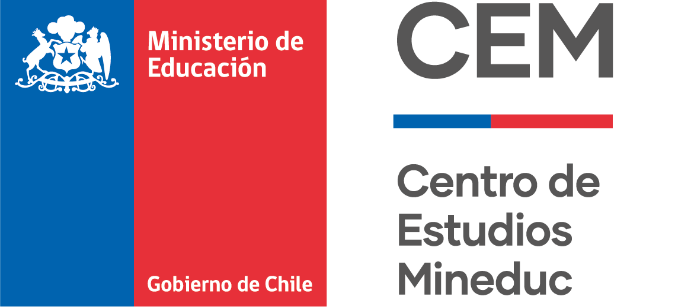 Ministerio de
Educación
Gobierno de Chile
CEM
Centro de
Estudios
Mineduc